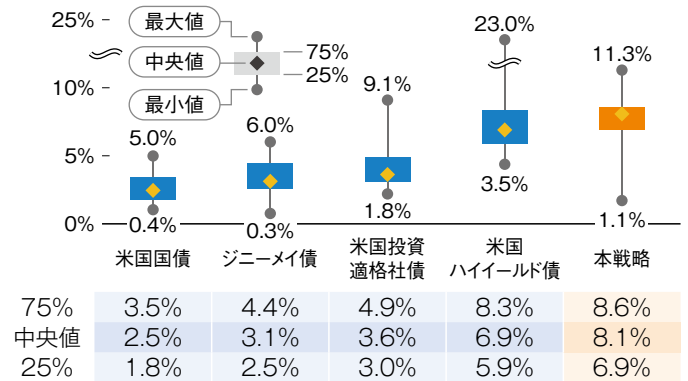 25%
10%
5%
0%
最大値
中央値
最小値
75%
25%
5.0%
0.4%
6.0%
0.3%
9.1%
1.8%
23.0%
3.5%
11.3%
1.1%
米国国債 ジニーメイ債 米国投資適格社債 米国ハイイールド債 本戦略
75% 3.5% 4.4% 4.9% 8.3% 8.6%
中央値 2.5% 3.1% 3.6% 6.9% 8.1%
25% 1.8% 2.5% 3.0% 5.9% 6.9%